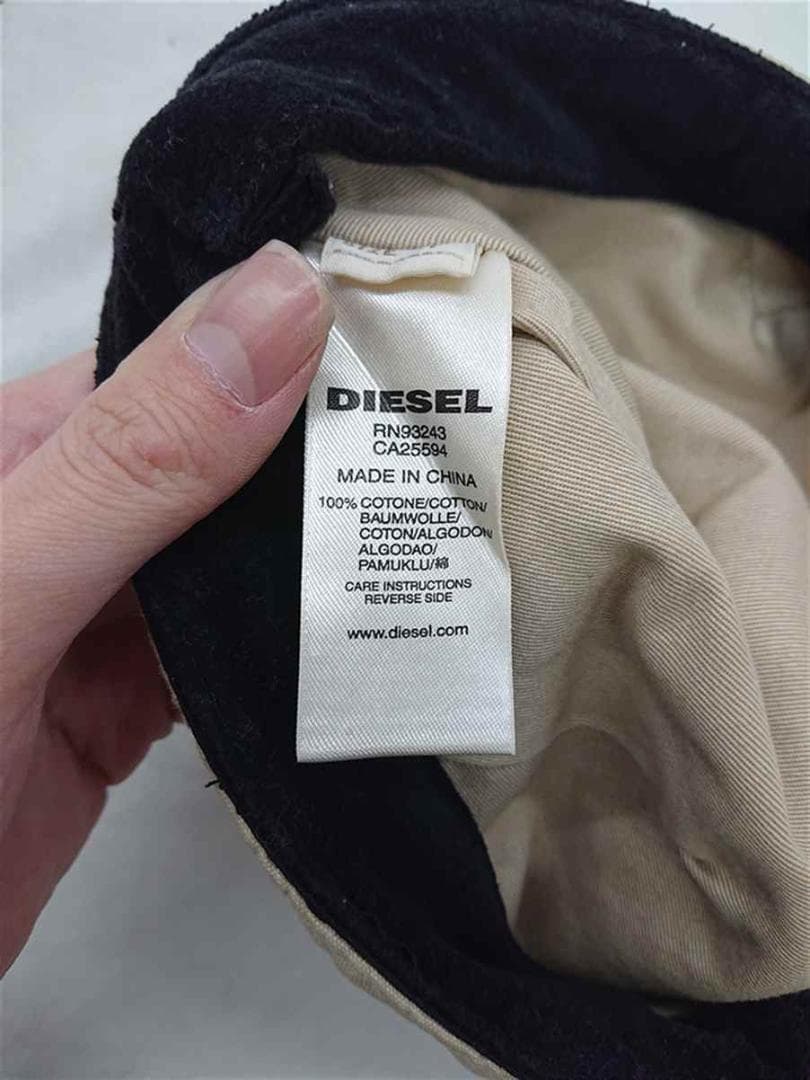 DIESEL
RN93243
CA25594
MADE IN CHINA
100% COTONE/COTTON/
BAUMWOLLE/
COTON/ALGODON/
ALGODAO/
PAMUKLU/綿
CARE INSTRUCTIONS
REVERSE SIDE
www.diesel.com